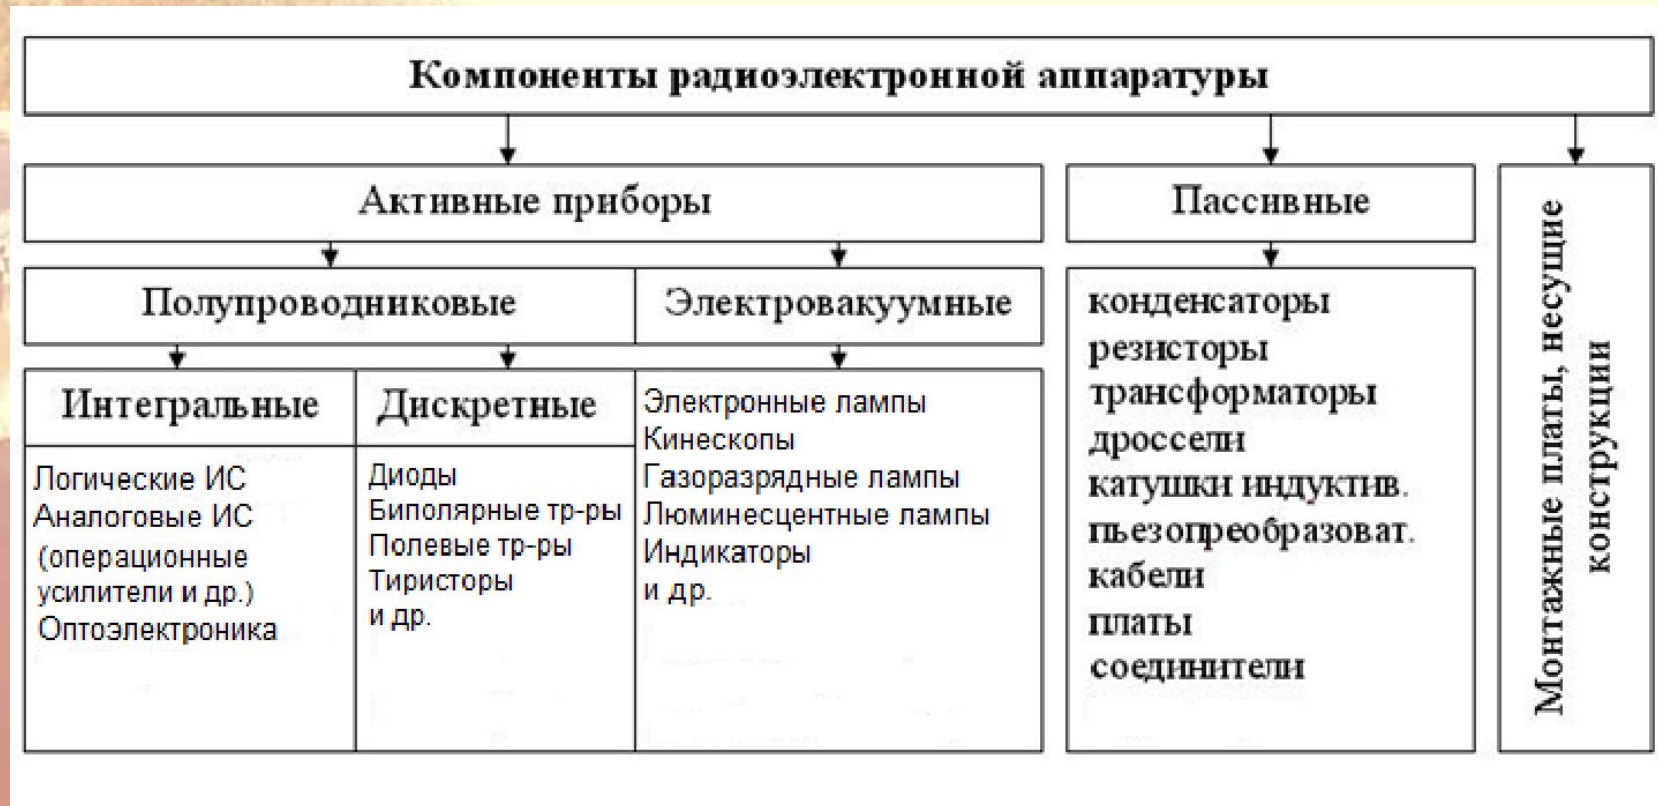 Компоненты радиоэлектронной аппаратуры
Активные приборы
Пассивные
Полупроводниковые
Электровакуумные
Интегральные
Дискретные
Логические ИС
Аналоговые ИС
(операционные
усилители и др.)
Оптоэлектроника
Диоды
Биполярные тр-ры
Полевые тр-ры
Тиристоры
и др.
Электронные лампы
Кинескопы
Газоразрядные лампы
Люминесцентные лампы
Индикаторы
и др.
конденсаторы
резисторы
трансформаторы
дроссели
катушки индуктив.
пьезопреобразоват.
кабели
платы
соединители
Монтажные платы, несущие
конструкции